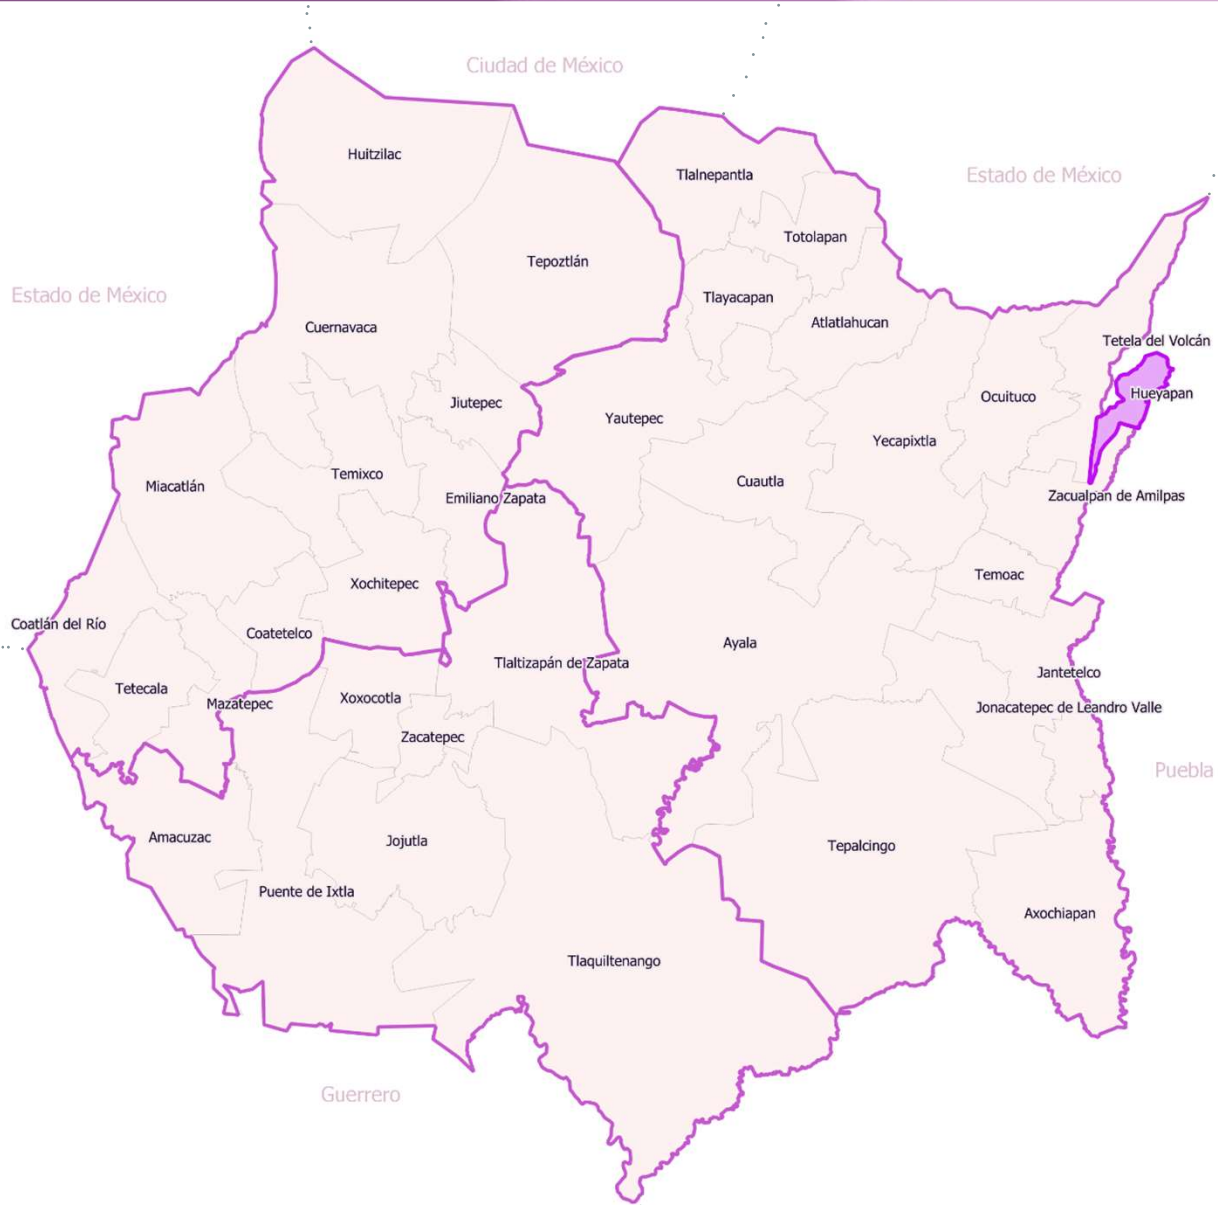 Ciudad de México
Huitzilac
Tlalnepantla
Estado de México
Totolapan
Tepoztlán
Estado de México
Tlayacapan
Atlatlahucan
Cuernavaca
Tetela del Volcán
Hueyapan
Ocuituco
Jiutepec
Yautepec
Yecapixtla
Temixco
Cuautla
Miacatlán
Emiliano Zapata
Zacualpan de Amilpas
Temoac
Xochitepec
Coatlán del Río
Coatetelco
Ayala
Tlaltizapán de Zapata
Jantetelco
Tetecala
Xoxocotla
Mazatepec
Jonacatepec de Leandro Valle
Zacatepec
Puebla
Amacuzac
Jojutla
Tepalcingo
Puente de Ixtla
Axochiapan
Tlaquiltenango
Guerrero